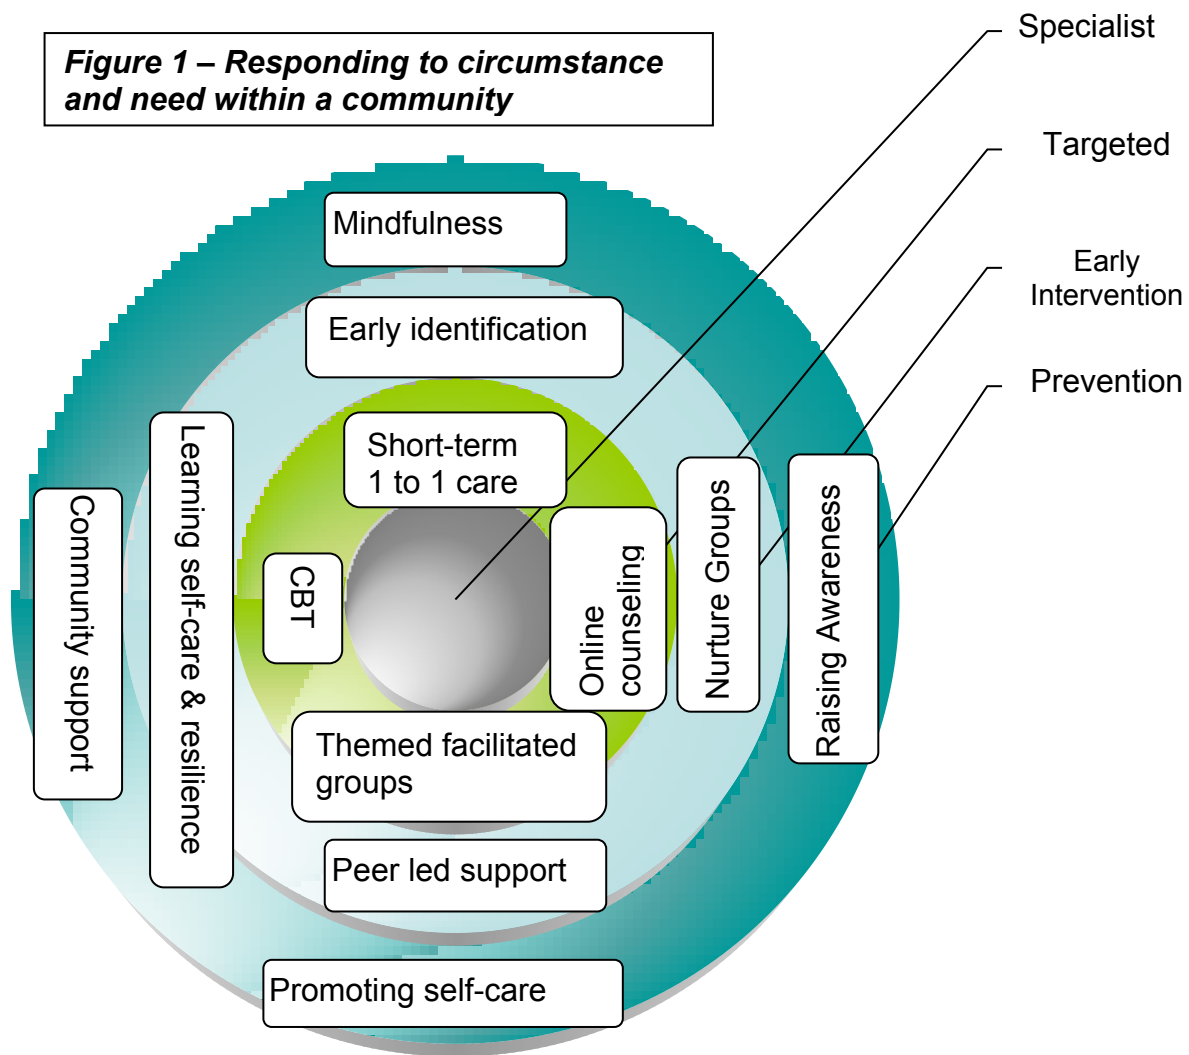 Figure 1 – Responding to circumstance
and need within a community
Specialist
Targeted
Early
Intervention
Prevention
Mindfulness
Early identification
Short-term
1 to 1 care
Community support
Learning self-care & resilience
CBT
Online
counseling
Nurture Groups
Raising Awareness
Themed facilitated
groups
Peer led support
Promoting self-care